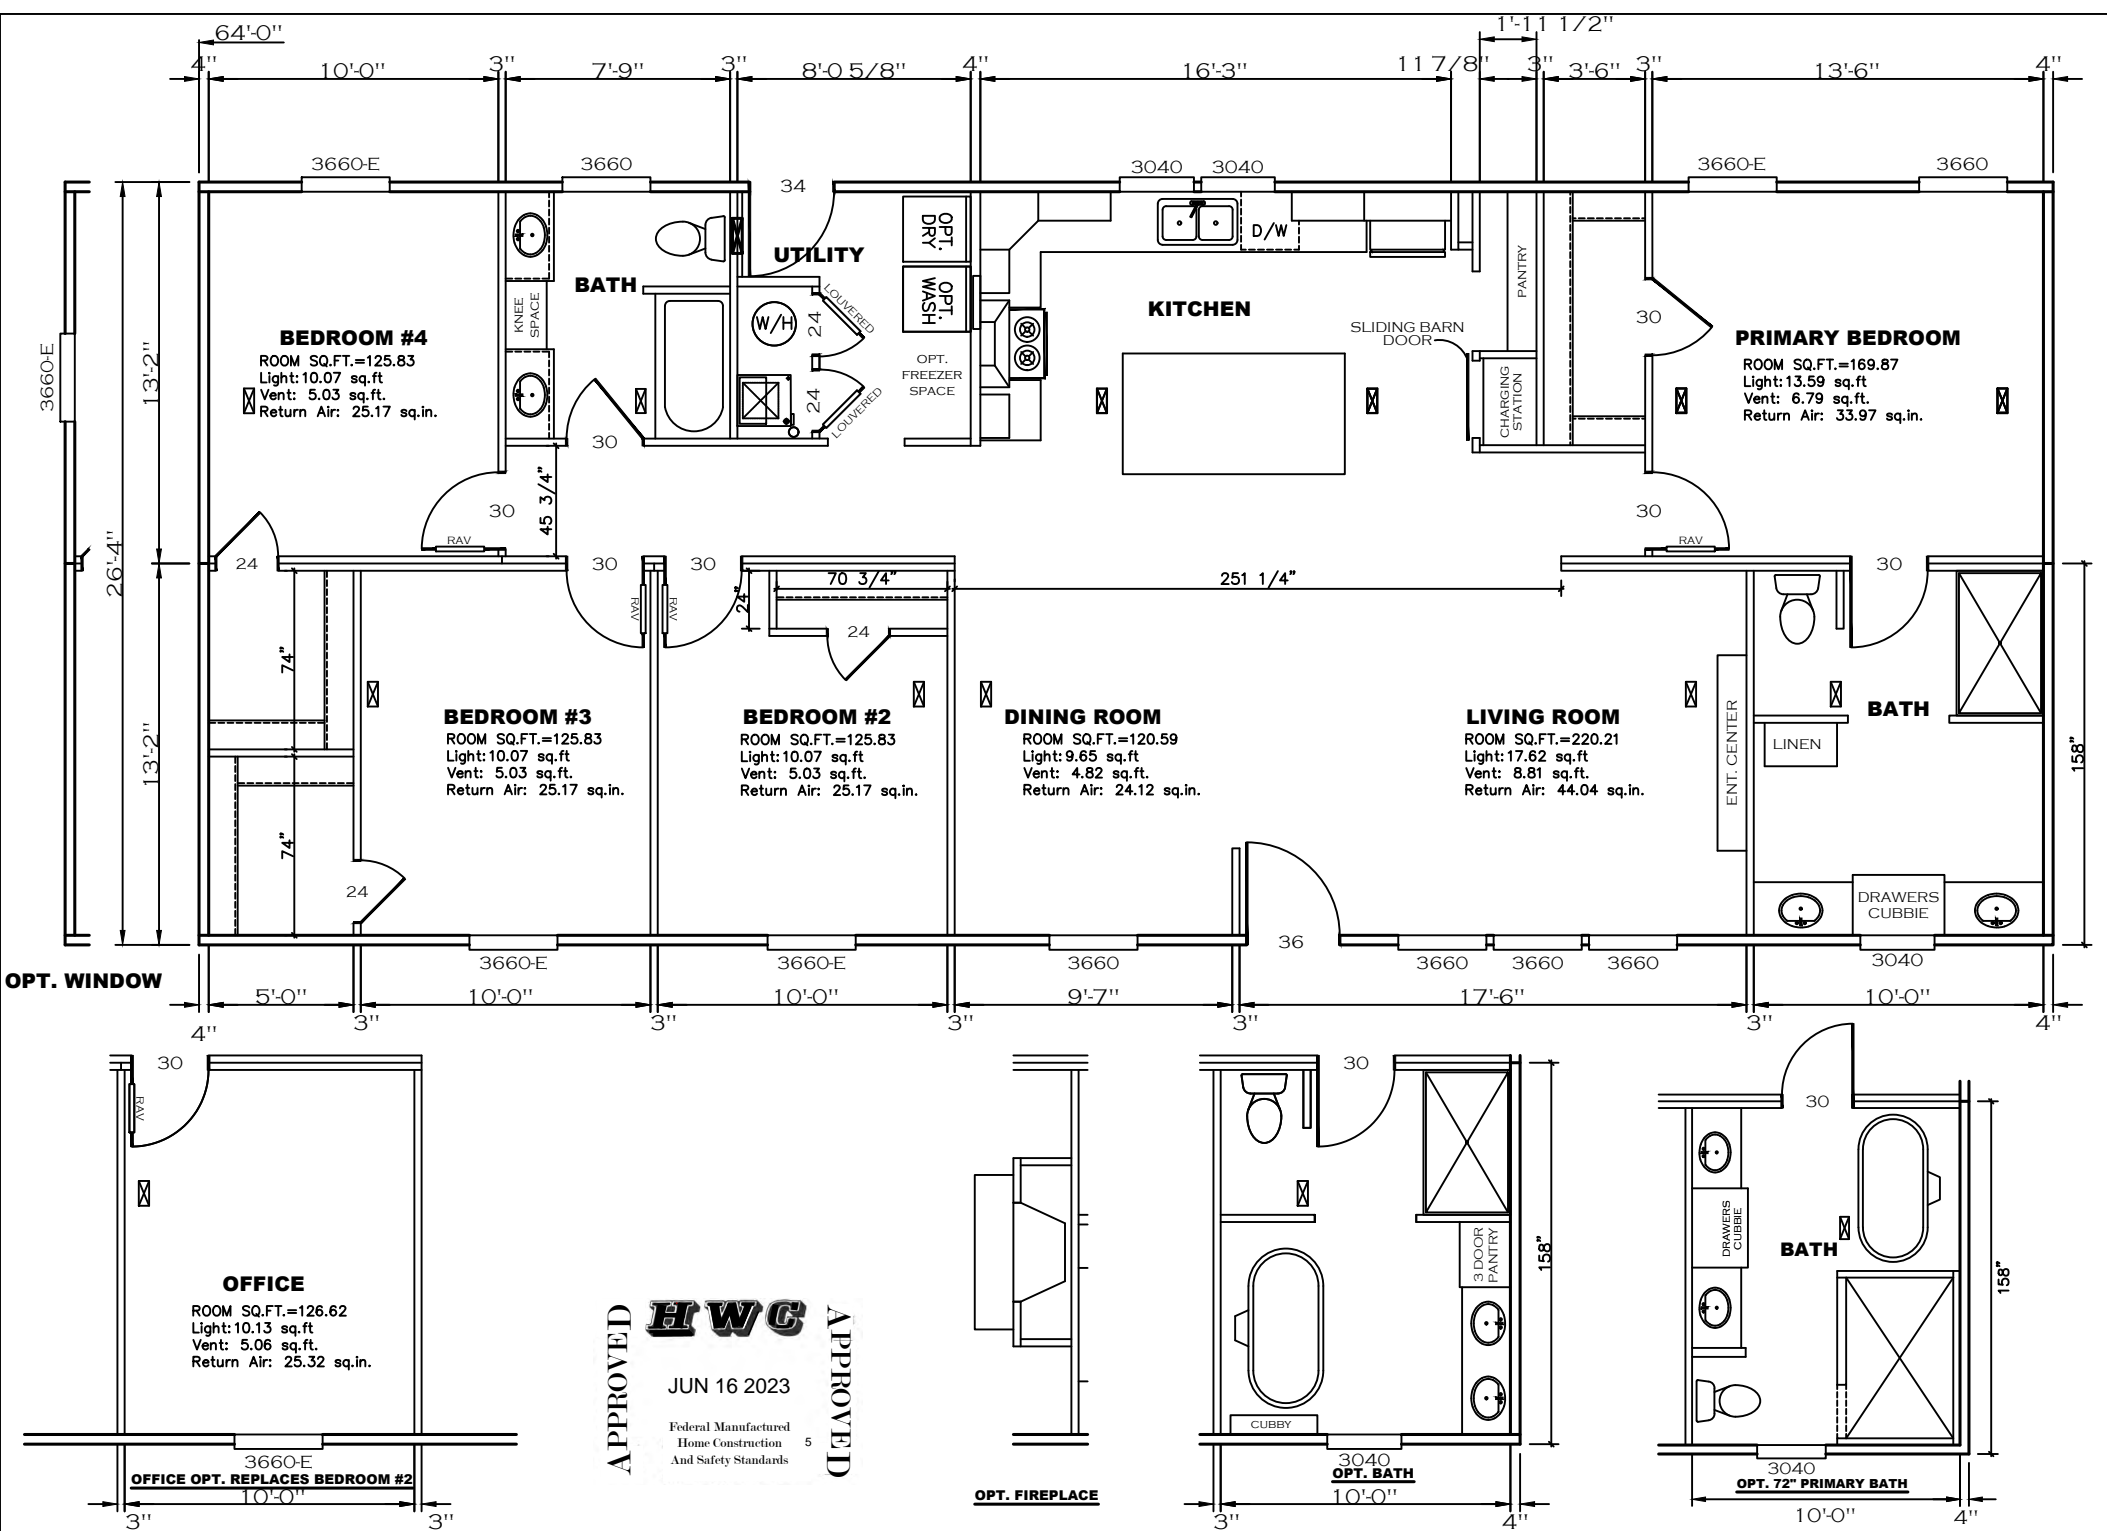 1'-11 1/2"
64'-0"
4" 10'-0" 3" 7'-9" 3" 8'-0 5/8" 4" 16'-3" 11 7/8" 3" 3'-6" 3" 13'-6" 4"
3660-E 3660 34 3040 3040 3660-E 3660
OPT. DRY
D/W
UTILITY
BATH
PANTRY
OPT. WASH
KNEE SPACE
LOUVERED
W/H
24
KITCHEN
30
SLIDING BARN
DOOR
BEDROOM #4
ROOM SQ.FT.=125.83
Light:10.07 sq.ft
Vent: 5.03 sq.ft.
Return Air: 25.17 sq.in.
PRIMARY BEDROOM
ROOM SQ.FT.=169.87
Light:13.59 sq.ft
Vent: 6.79 sq.ft.
Return Air: 33.97 sq.in.
3660-E
13'-2"
26'-4"
OPT.
FREEZER
SPACE
24
LOUVERED
CHARGING
STATION
30
45 3/4"
30
RAV
30
RAV
24
30
30
30
RAV
RAV
24"
70 3/4"
251 1/4"
24
74"
13'-2"
74"
24
BEDROOM #3
ROOM SQ.FT.=125.83
Light:10.07 sq.ft
Vent: 5.03 sq.ft.
Return Air: 25.17 sq.in.
BEDROOM #2
ROOM SQ.FT.=125.83
Light:10.07 sq.ft
Vent: 5.03 sq.ft.
Return Air: 25.17 sq.in.
DINING ROOM
ROOM SQ.FT.=120.59
Light:9.65 sq.ft
Vent: 4.82 sq.ft.
Return Air: 24.12 sq.in.
LIVING ROOM
ROOM SQ.FT.=220.21
Light:17.62 sq.ft
Vent: 8.81 sq.ft.
Return Air: 44.04 sq.in.
ENT. CENTER
BATH
LINEN
158"
DRAWERS
CUBBIE
36
3660-E 3660-E 3660 3660 3660 3660 3040
OPT. WINDOW
5'-0" 10'-0" 10'-0" 9'-7" 17'-6" 10'-0"
4" 3" 3" 3" 3" 3" 4"
30
RAV
OFFICE
ROOM SQ.FT.=126.62
Light:10.13 sq.ft
Vent: 5.06 sq.ft.
Return Air: 25.32 sq.in.
3660-E
OFFICE OPT. REPLACES BEDROOM #2
10'-0"
3" 3"
APPROVED
HWC
JUN 16 2023
Federal Manufactured
Home Construction
And Safety Standards
5
APPROVED
OPT. FIREPLACE
30
3 DOOR
PANTRY
158"
CUBBY
3040
OPT. BATH
10'-0"
3" 4"
30
DRAWERS
CUBBIE
BATH
158"
3040
OPT. 72" PRIMARY BATH
10'-0" 4"